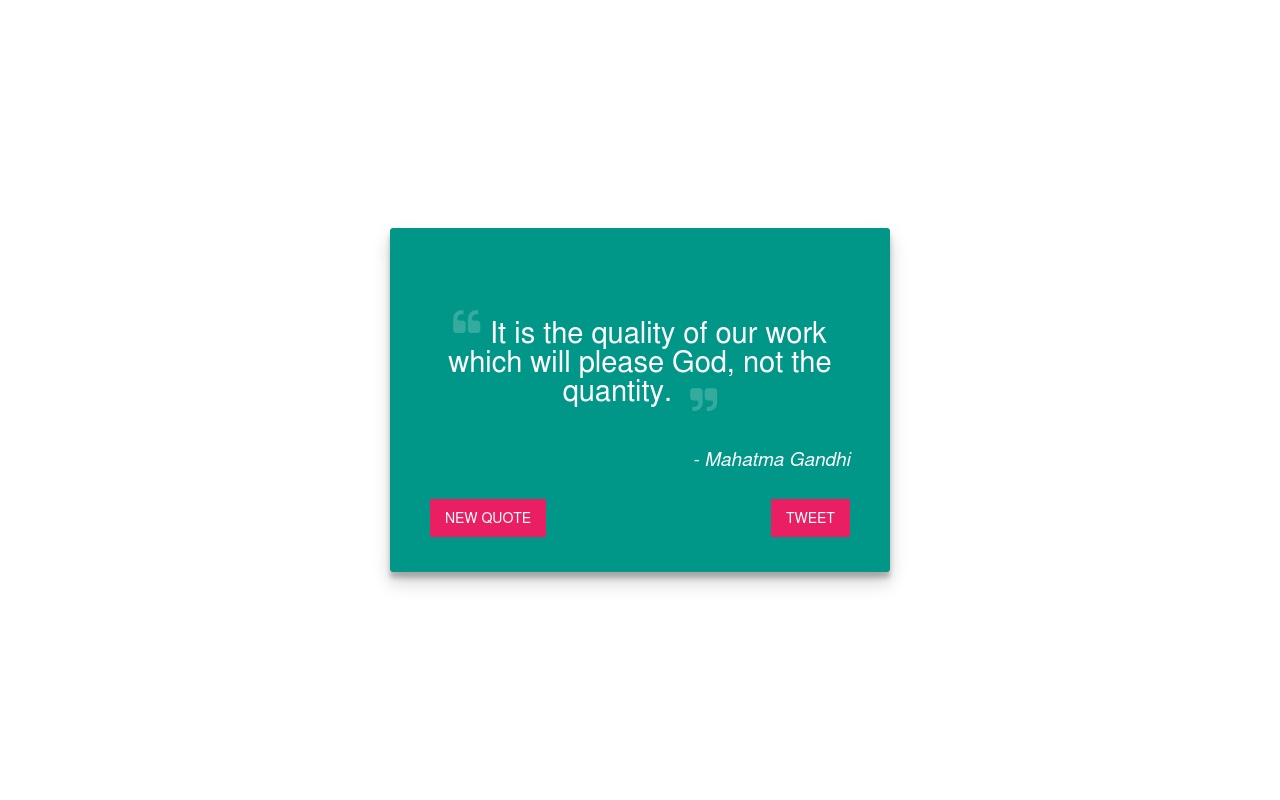 “ It is the quality of our work
which will please God, not the
quantity. ”
- Mahatma Gandhi
NEW QUOTE
TWEET